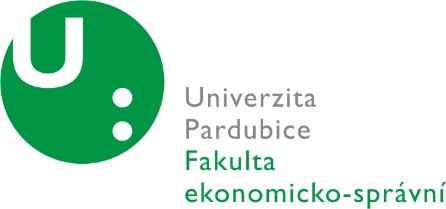 U:
Univerzita
Pardubice
Fakulta
ekonomicko-správní